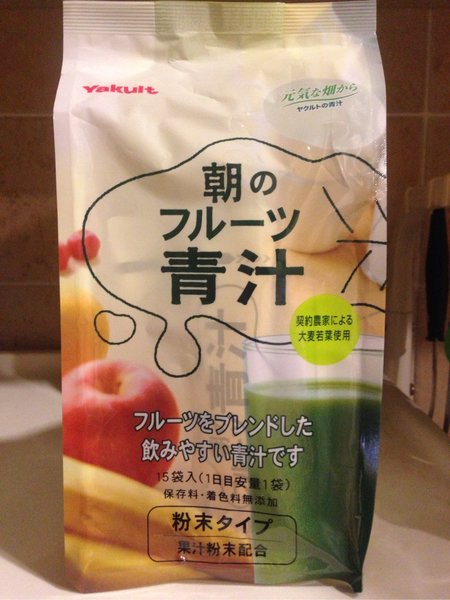 Yakult
元気な畑から
ヤクルトの青汁
朝の
フルーツ
青汁
契約農家による
大麦若葉使用
フルーツをブレンドした
飲みやすい青汁です
15袋入(1日目安量1袋)
保存料・着色料無添加
粉末タイプ
果汁粉末配合